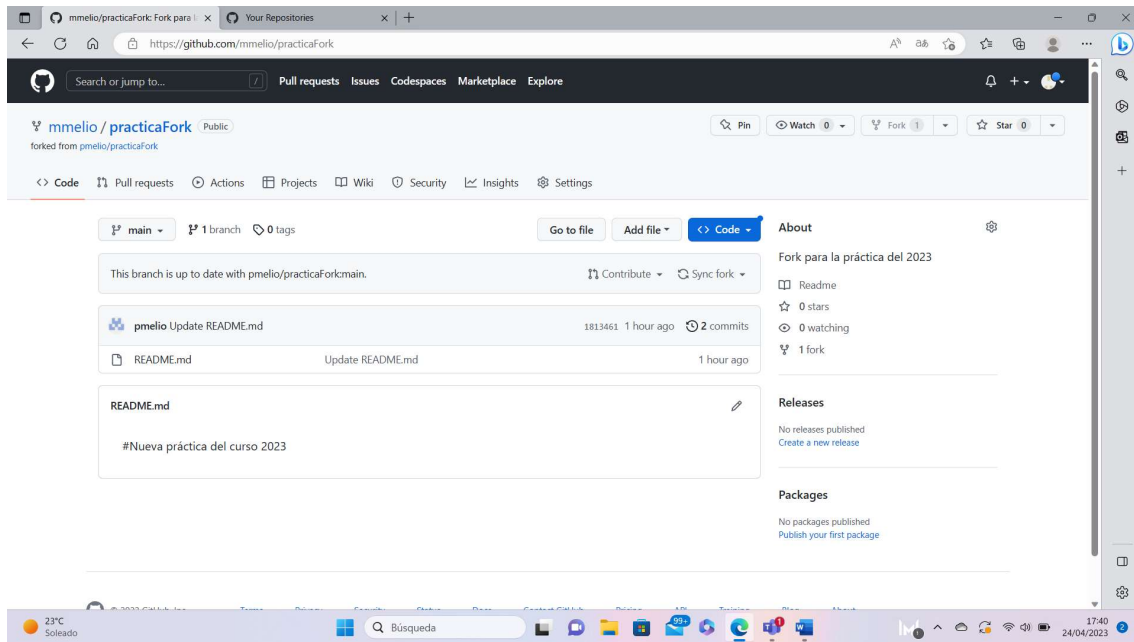 mmelio/practicaFork: Fork para l
Your Repositories
https://github.com/mmelio/practicaFork
Search or jump to...
/
Pull requests Issues Codespaces Marketplace Explore
mmelio / practicaFork Public
Pin
Watch 0
Fork 1
Star 0
forked from pmelio/practicaFork
Code Pull requests Actions Projects Wiki Security Insights Settings
main 1 branch 0 tags
Go to file Add file Code
About
Fork para la práctica del 2023
This branch is up to date with pmelio/practicaFork:main.
Contribute Sync fork
Readme
0 stars
0 watching
1 fork
pmelio Update README.md
1813461 1 hour ago 2 commits
README.md Update README.md 1 hour ago
README.md
#Nueva práctica del curso 2023
Releases
No releases published
Create a new release
Packages
No packages published
Publish your first package
23°C
Soleado
Búsqueda
99+
17:40
24/04/2023
2